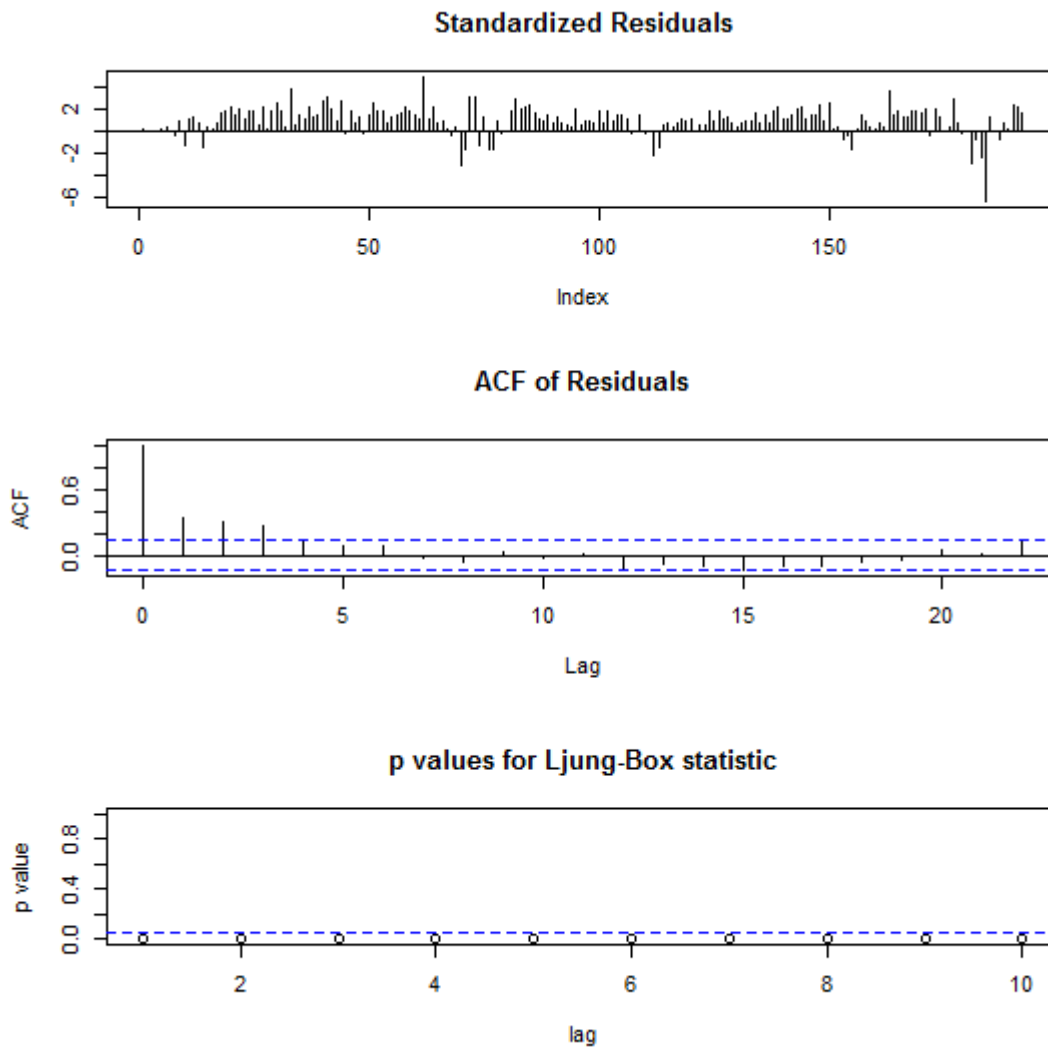 Standardized Residuals
2
-2
-6
0 50 100 150
Index
ACF of Residuals
ACF
0.6
0.0
0 5 10 15 20
Lag
p values for Ljung-Box statistic
p value
0.8
0.4
0.0
2 4 6 8 10
lag